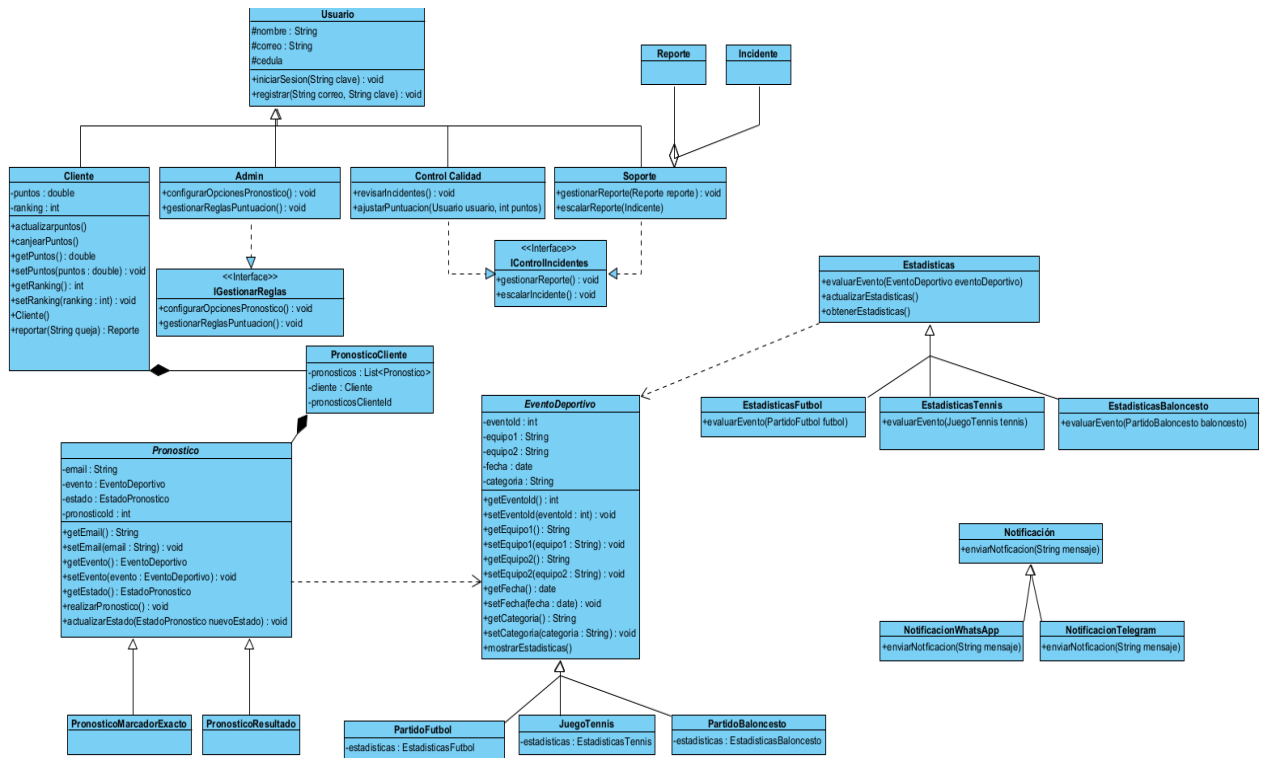 Usuario
#nombre : String
#correo : String
#cedula
+iniciarSesion(String clave) : void
+registrar(String correo, String clave) : void
Reporte
Incidente
Cliente
-puntos : double
-ranking : int
+actualizarpuntos()
+canjearPuntos()
+getPuntos() : double
+setPuntos(puntos : double) : void
+getRanking() : int
+setRanking(ranking : int) : void
+Cliente()
+reportar(String queja) : Reporte
Admin
+configurarOpcionesPronostico() : void
+gestionarReglasPuntuacion() : void
Control Calidad
+revisarIncidentes() : void
+ajustarPuntuacion(Usuario usuario, int puntos)
Soporte
+gestionarReporte(Reporte reporte) : void
+escalarReporte(Indicente)
<<Interface>>
IGestionarReglas
+configurarOpcionesPronostico() : void
+gestionarReglasPuntuacion() : void
<<Interface>>
IControlIncidentes
+gestionarReporte() : void
+escalarIncidente() : void
Estadisticas
+evaluarEvento(EventoDeportivo eventoDeportivo)
+actualizarEstadisticas()
+obtenerEstadisticas()
PronosticoCliente
-pronosticos : List<Pronostico>
-cliente : Cliente
-pronosticosClienteId
EventoDeportivo
-eventoId : int
-equipo1 : String
-equipo2 : String
-fecha : date
-categoria : String
+getEventoId() : int
+setEventoId(eventoId : int) : void
+getEquipo1() : String
+setEquipo1(equipo1 : String) : void
+getEquipo2() : String
+setEquipo2(equipo2 : String) : void
+getFecha() : date
+setFecha(fecha : date) : void
+getCategoria() : String
+setCategoria(categoria : String) : void
+mostrarEstadisticas()
EstadisticasFutbol
+evaluarEvento(PartidoFutbol futbol)
EstadisticasTennis
+evaluarEvento(JuegoTennis tennis)
EstadisticasBaloncesto
+evaluarEvento(PartidoBaloncesto baloncesto)
Pronostico
-email : String
-evento : EventoDeportivo
-estado : EstadoPronostico
-pronosticoId : int
+getEmail() : String
+setEmail(email : String) : void
+getEvento() : EventoDeportivo
+setEvento(evento : EventoDeportivo) : void
+getEstado() : EstadoPronostico
+realizarPronostico() : void
+actualizarEstado(EstadoPronostico nuevoEstado) : void
Notificación
+enviarNotficacion(String mensaje)
NotificacionWhatsApp
+enviarNotficacion(String mensaje)
NotificacionTelegram
+enviarNotficacion(String mensaje)
PronosticoMarcadorExacto
PronosticoResultado
PartidoFutbol
-estadisticas : EstadisticasFutbol
JuegoTennis
-estadisticas : EstadisticasTennis
PartidoBaloncesto
-estadisticas : EstadisticasBaloncesto